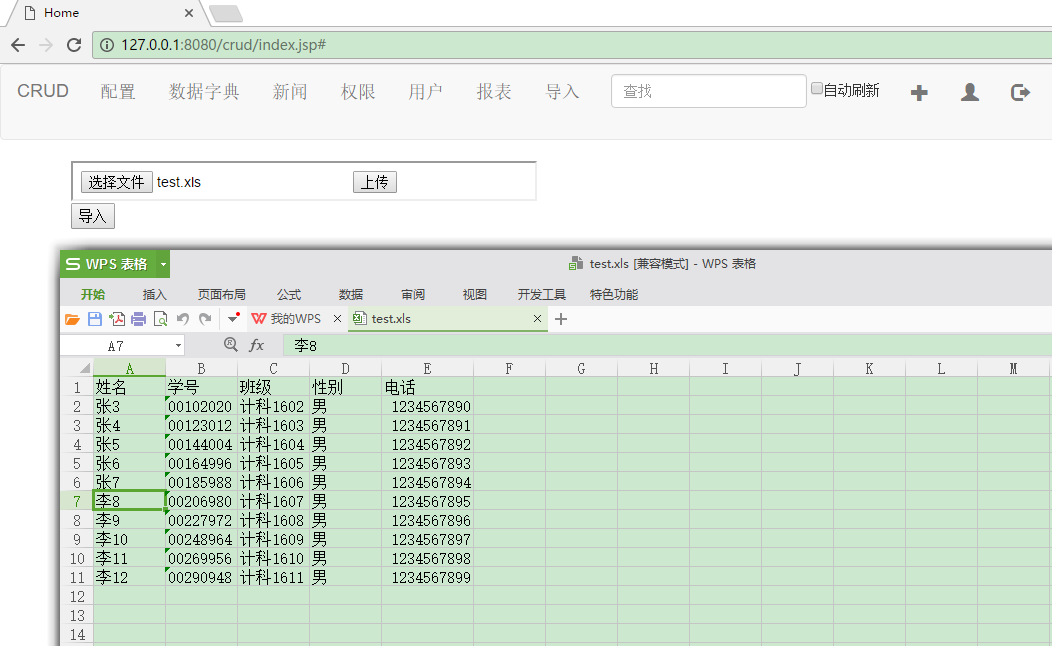 Home
127.0.0.1:8080/crud/index.jsp#
CRUD 配置 数据字典 新闻 权限 用户 报表 导入 查找 自动刷新
选择文件 test.xls 上传
导入
WPS 表格 test.xls [兼容模式] - WPS 表格
开始 插入 页面布局 公式 数据 审阅 视图 开发工具 特色功能
我的WPS test.xls
A7 fx 李8
A B C D E F G H I J K L M
1 姓名 学号 班级 性别 电话
2 张3 00102020 计科1602 男 1234567890
3 张4 00123012 计科1603 男 1234567891
4 张5 00144004 计科1604 男 1234567892
5 张6 00164996 计科1605 男 1234567893
6 张7 00185988 计科1606 男 1234567894
7 李8 00206980 计科1607 男 1234567895
8 李9 00227972 计科1608 男 1234567896
9 李10 00248964 计科1609 男 1234567897
10 李11 00269956 计科1610 男 1234567898
11 李12 00290948 计科1611 男 1234567899
12
13
14